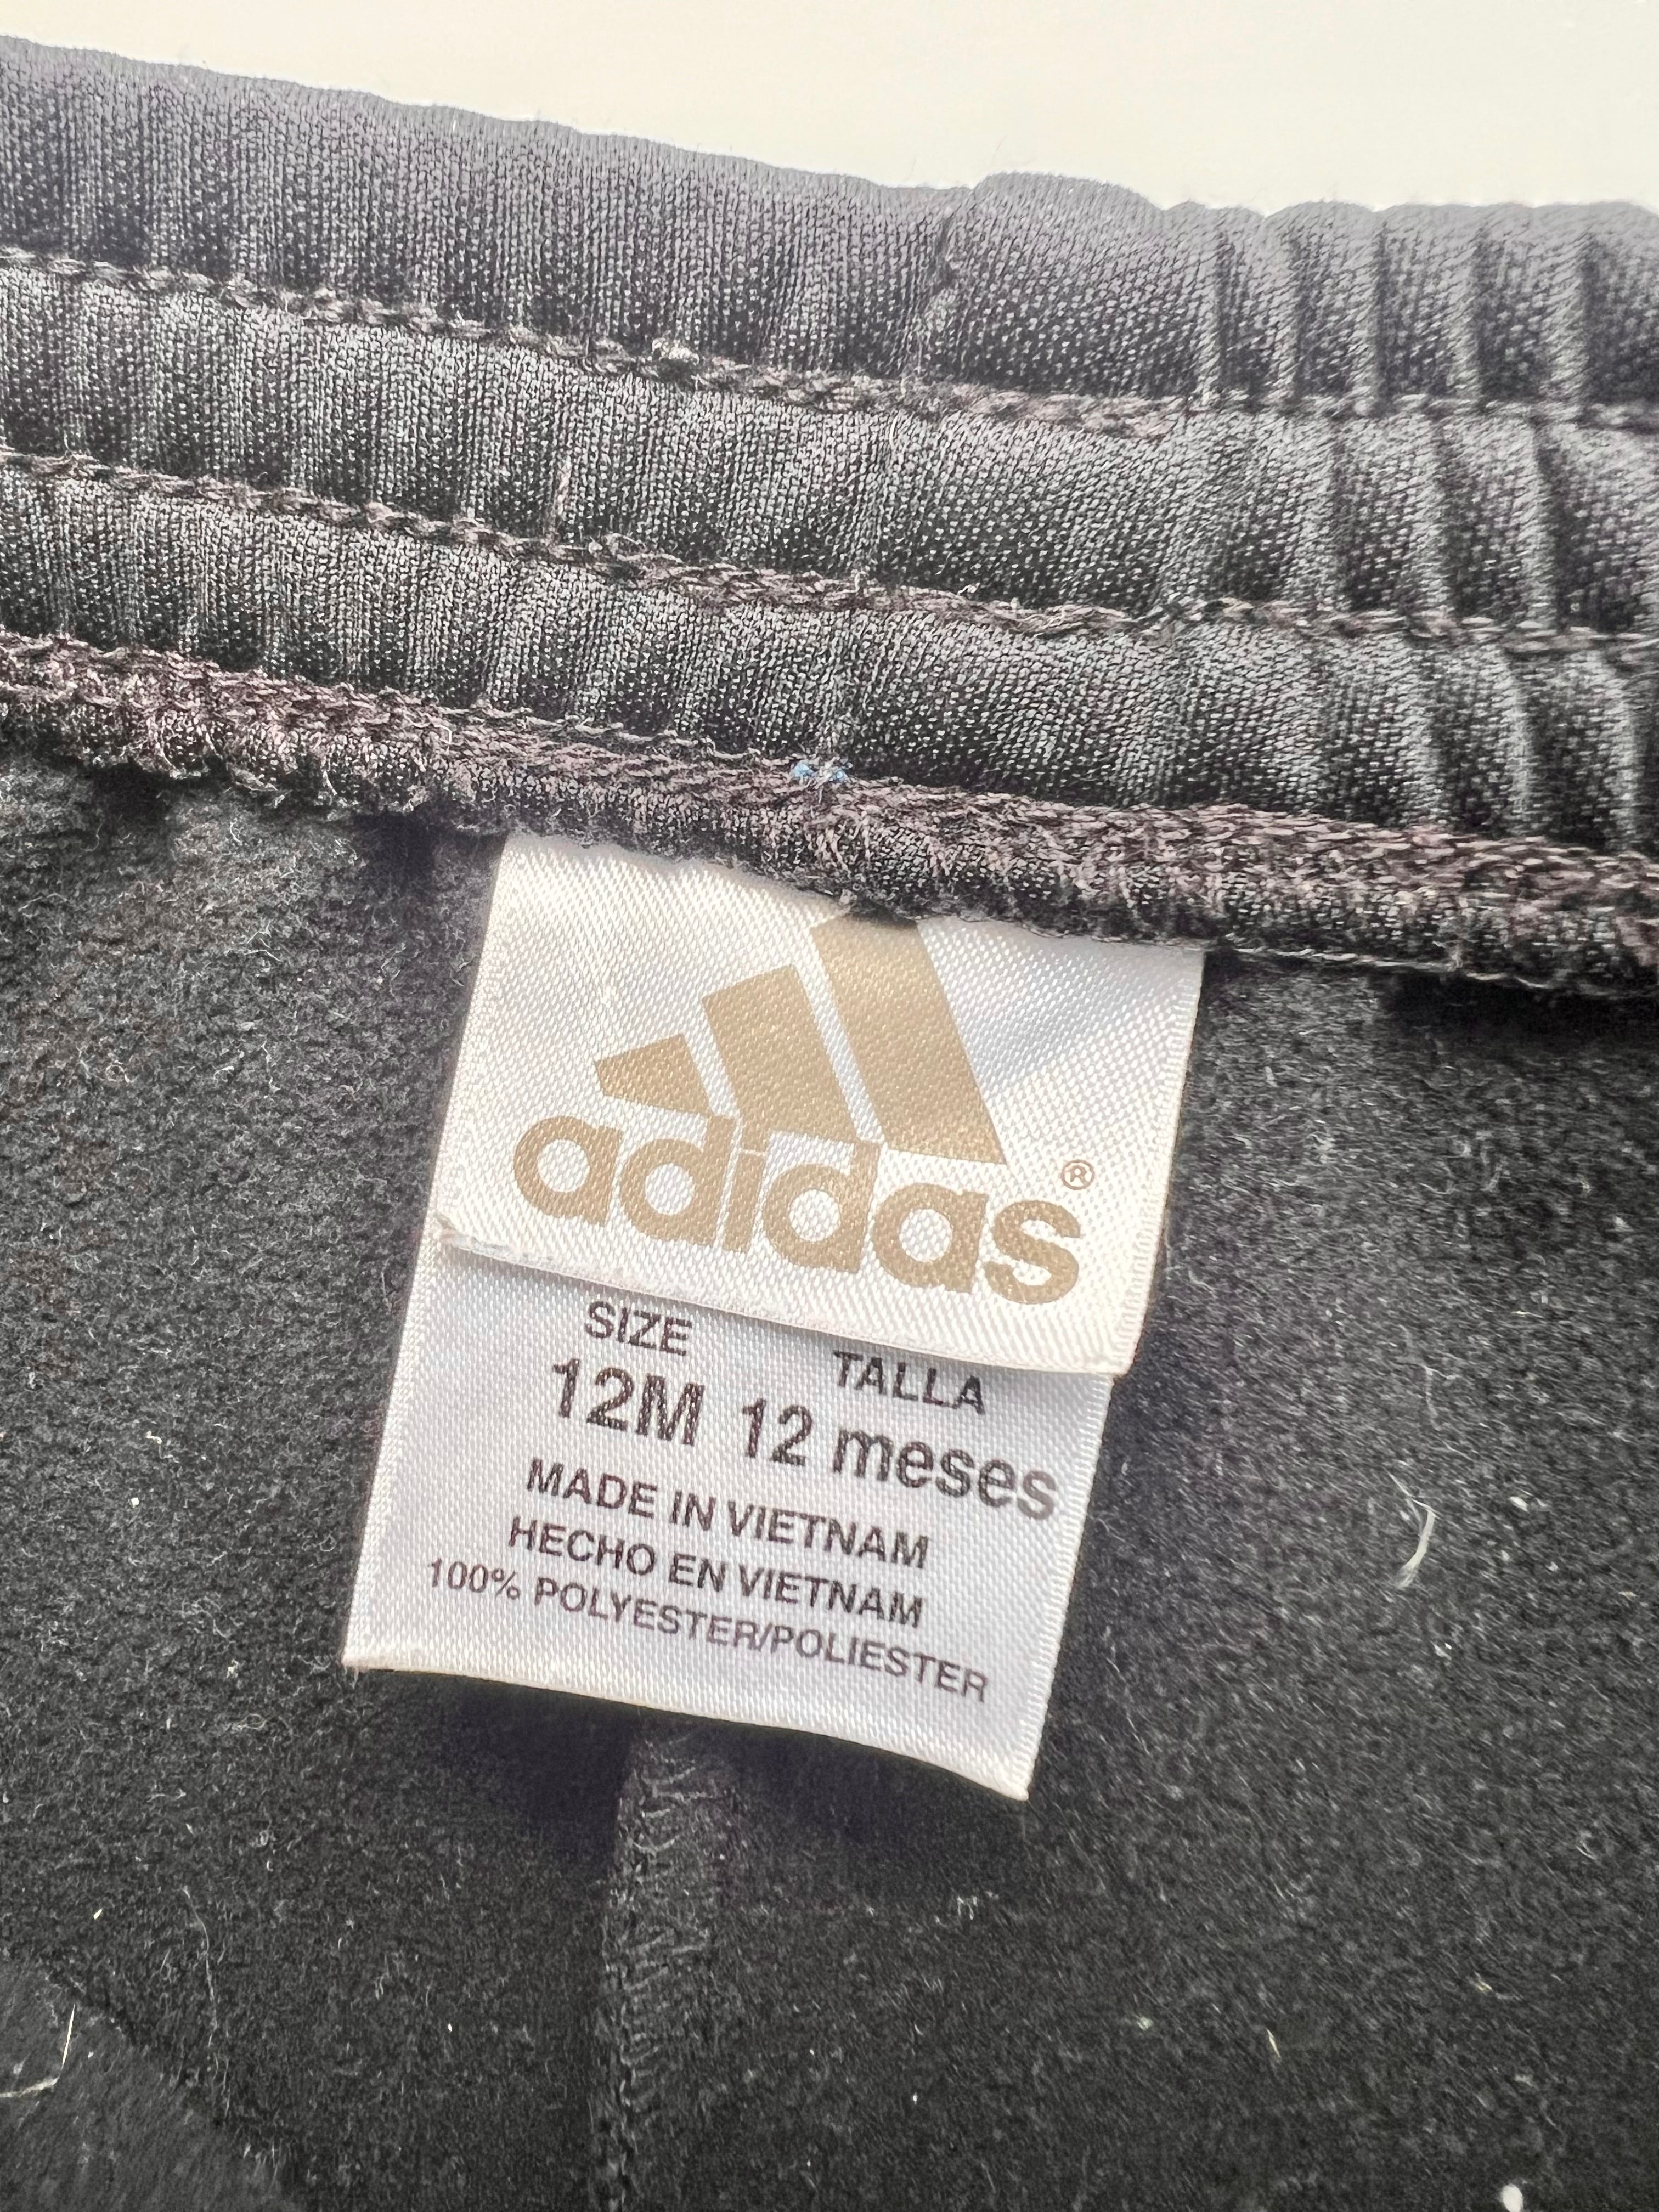 adidas®
SIZE TALLA
12M 12 meses
MADE IN VIETNAM
HECHO EN VIETNAM
100% POLYESTER/POLIESTER